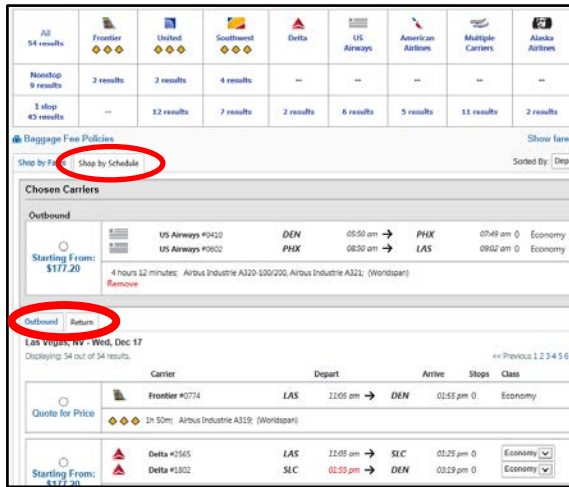 All 54 results Frontier United Southwest Delta US Airways American Airlines Multiple Carriers Alaska Airlines
Nonstop 9 results 2 results 2 results 4 results -- -- -- -- --
1 stop 45 results -- 12 results 7 results 2 results 6 results 5 results 11 results 2 results
Baggage Fee Policies Show fare
Shop by Fares Shop by Schedule Sorted By: Dep
Chosen Carriers
Outbound
US Airways #0410 DEN 05:50 am → PHX 07:49 am 0 Economy
US Airways #0602 PHX 08:50 am → LAS 09:02 am 0 Economy
Starting From:
$177.20
4 hours 12 minutes; Airbus Industrie A320-100/200, Airbus Industrie A321; (Worldspan)
Remove
Outbound Return
Las Vegas, NV - Wed, Dec 17
Displaying: 54 out of 54 results. << Previous 1 2 3 4 5 6
Carrier Depart Arrive Stops Class
Frontier #0774 LAS 11:05 am → DEN 01:55 pm 0 Economy
Quote for Price
1h 50m; Airbus Industrie A319; (Worldspan)
Delta #2565 LAS 11:05 am → SLC 01:25 pm 0 Economy
Delta #1802 SLC 01:55 pm → DEN 03:19 pm 0 Economy
Starting From:
$177.20